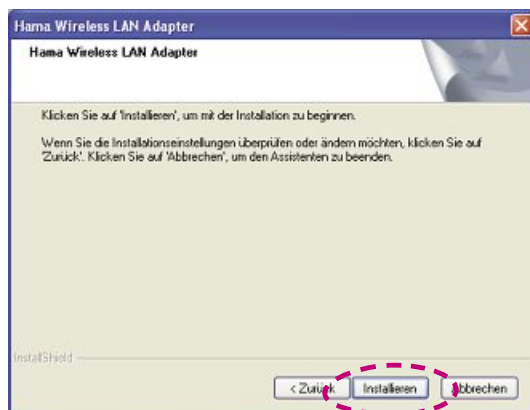 Hama Wireless LAN Adapter
Hama Wireless LAN Adapter
Klicken Sie auf 'Installieren', um mit der Installation zu beginnen.
Wenn Sie die Installationseinstellungen überprüfen oder ändern möchten, klicken Sie auf
'Zurück'. Klicken Sie auf 'Abbrechen', um den Assistenten zu beenden.
InstallShield
< Zurück Installieren Abbrechen